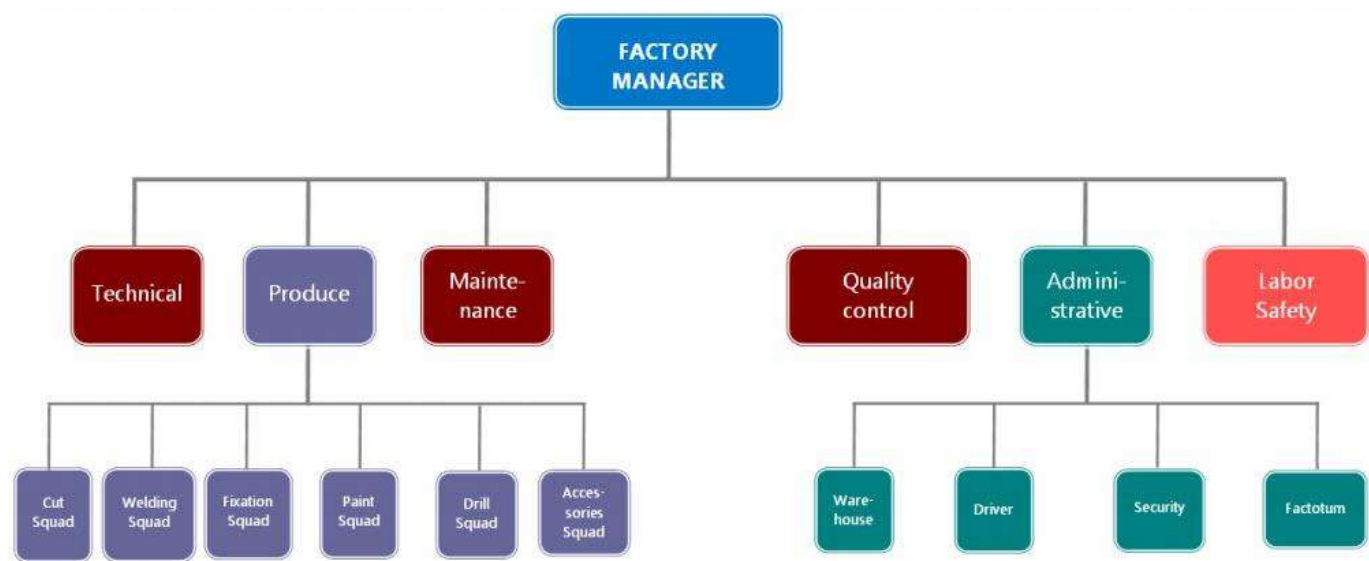 FACTORY
MANAGER
Technical
Produce
Mainte-
nance
Quality
control
Admini-
strative
Labor
Safety
Cut
Squad
Welding
Squad
Fixation
Squad
Paint
Squad
Drill
Squad
Acces-
sories
Squad
Ware-
house
Driver
Security
Factotum